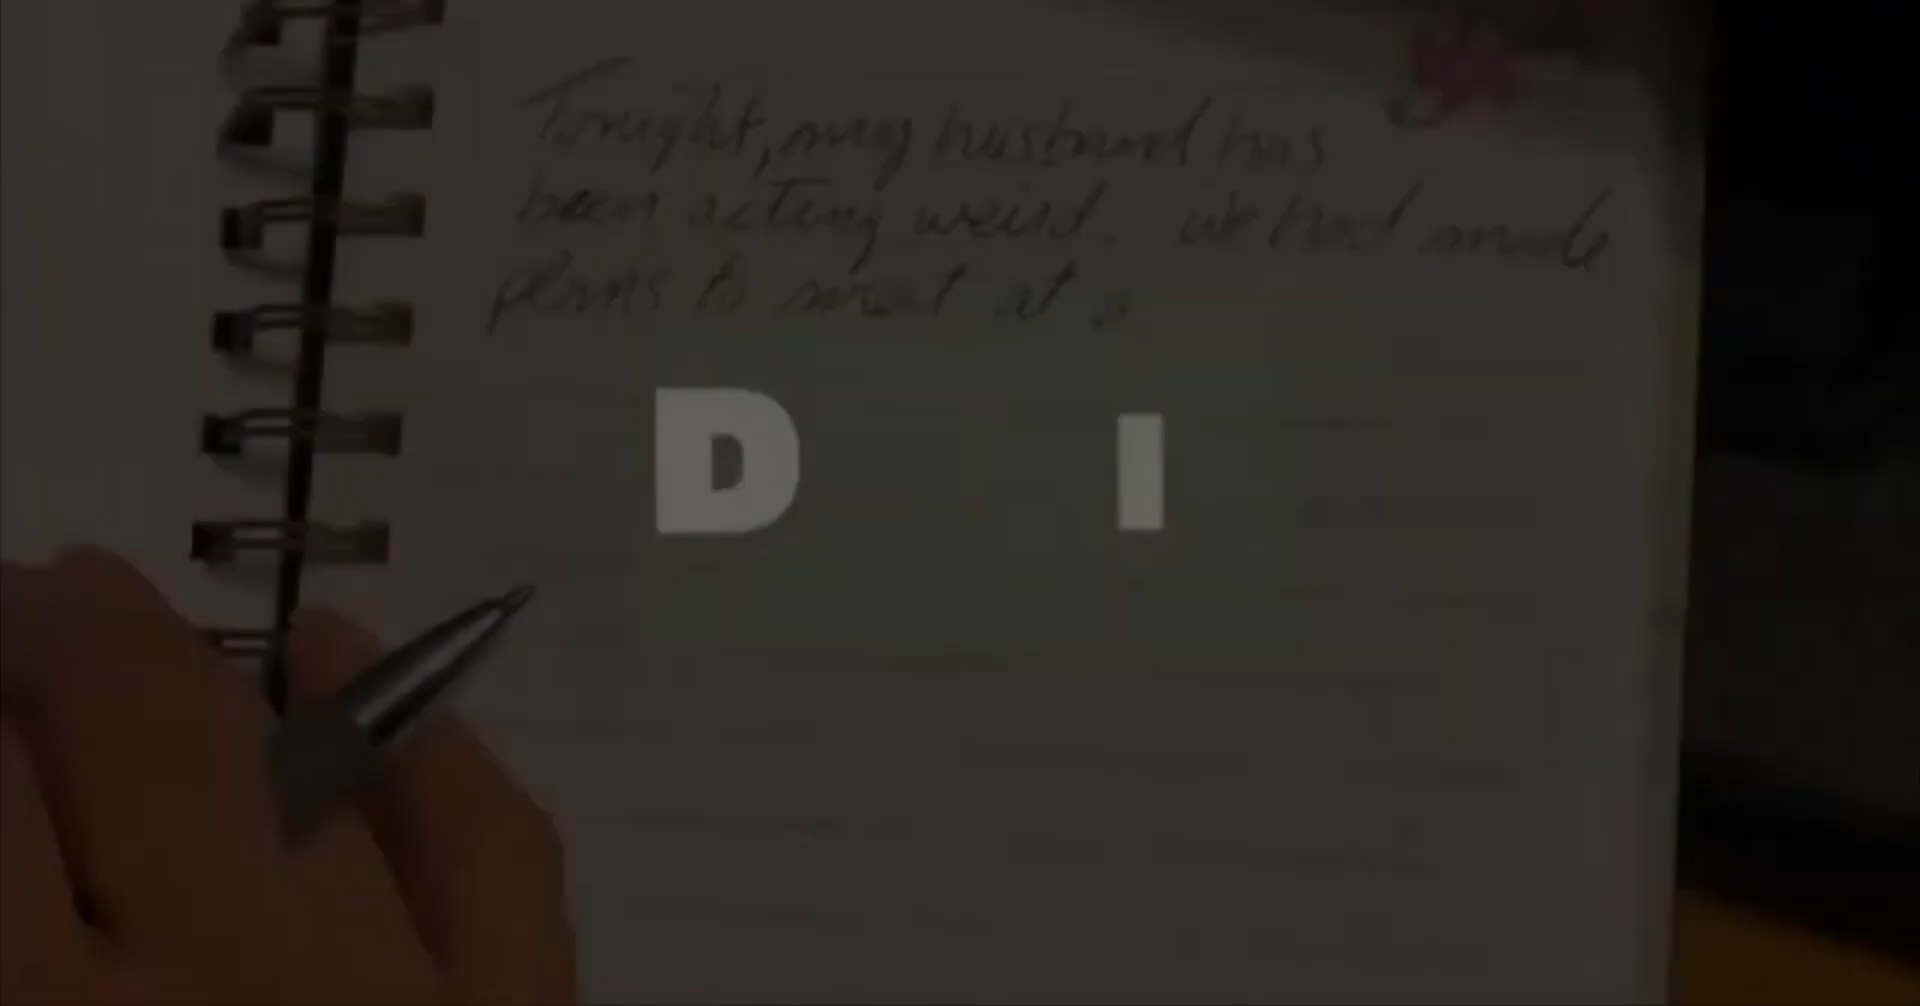 Tonight, my husband has
been acting weird. we had made
plans to meet at a
D I